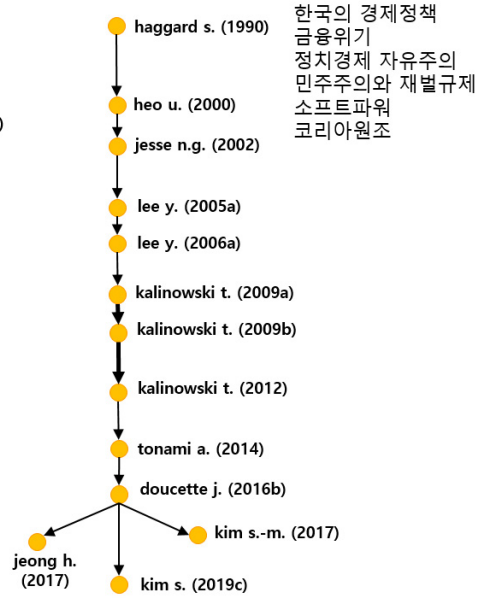 haggard s. (1990)
한국의 경제정책
금융위기
정치경제 자유주의
민주주의와 재벌규제
소프트파워
코리아원조
heo u. (2000)
)
jesse n.g. (2002)
lee y. (2005a)
lee y. (2006a)
kalinowski t. (2009a)
kalinowski t. (2009b)
kalinowski t. (2012)
tonami a. (2014)
doucette j. (2016b)
kim s.-m. (2017)
jeong h.
(2017)
kim s. (2019c)